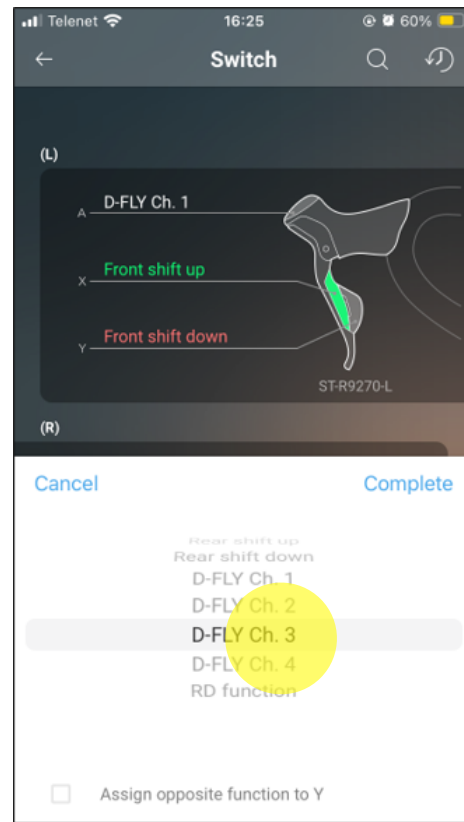 Telenet 16:25 60%
Switch
(L)
A D-FLY Ch. 1
X Front shift up
Y Front shift down
ST-R9270-L
(R)
Cancel Complete
Rear shift up
Rear shift down
D-FLY Ch. 1
D-FLY Ch. 2
D-FLY Ch. 3
D-FLY Ch. 4
RD function
Assign opposite function to Y